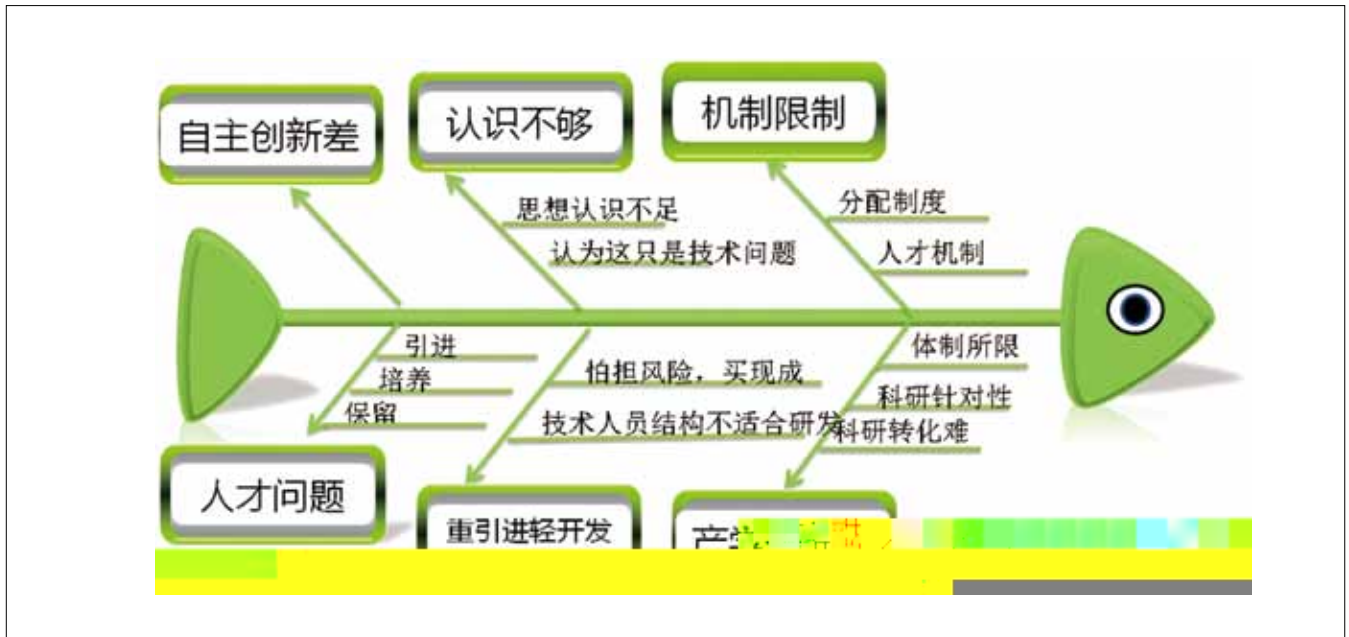 自主创新差
认识不够
机制限制
思想认识不足
认为这只是技术问题
分配制度
人才机制
引进
培养
保留
怕担风险，买现成
技术人员结构不适合研发
体制所限
科研针对性
科研转化难
人才问题
重引进轻开发
产学